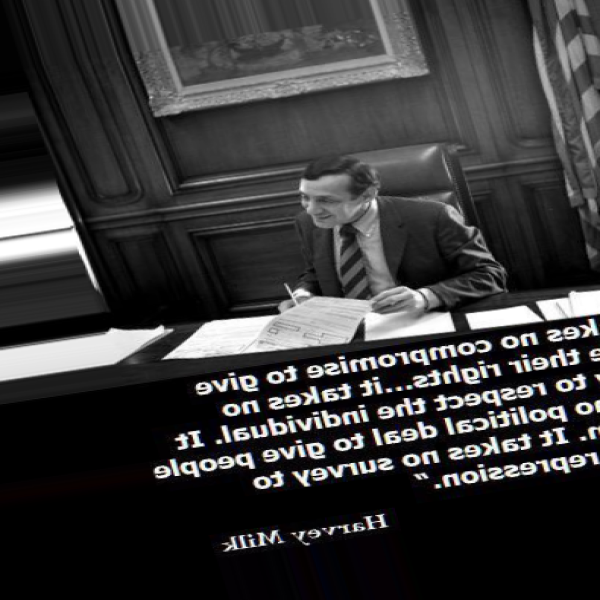 no compromise to give
their rights...it takes no
to respect the individual. It
no political deal to give people
It takes no survey to
repression.”
Harvey Milk